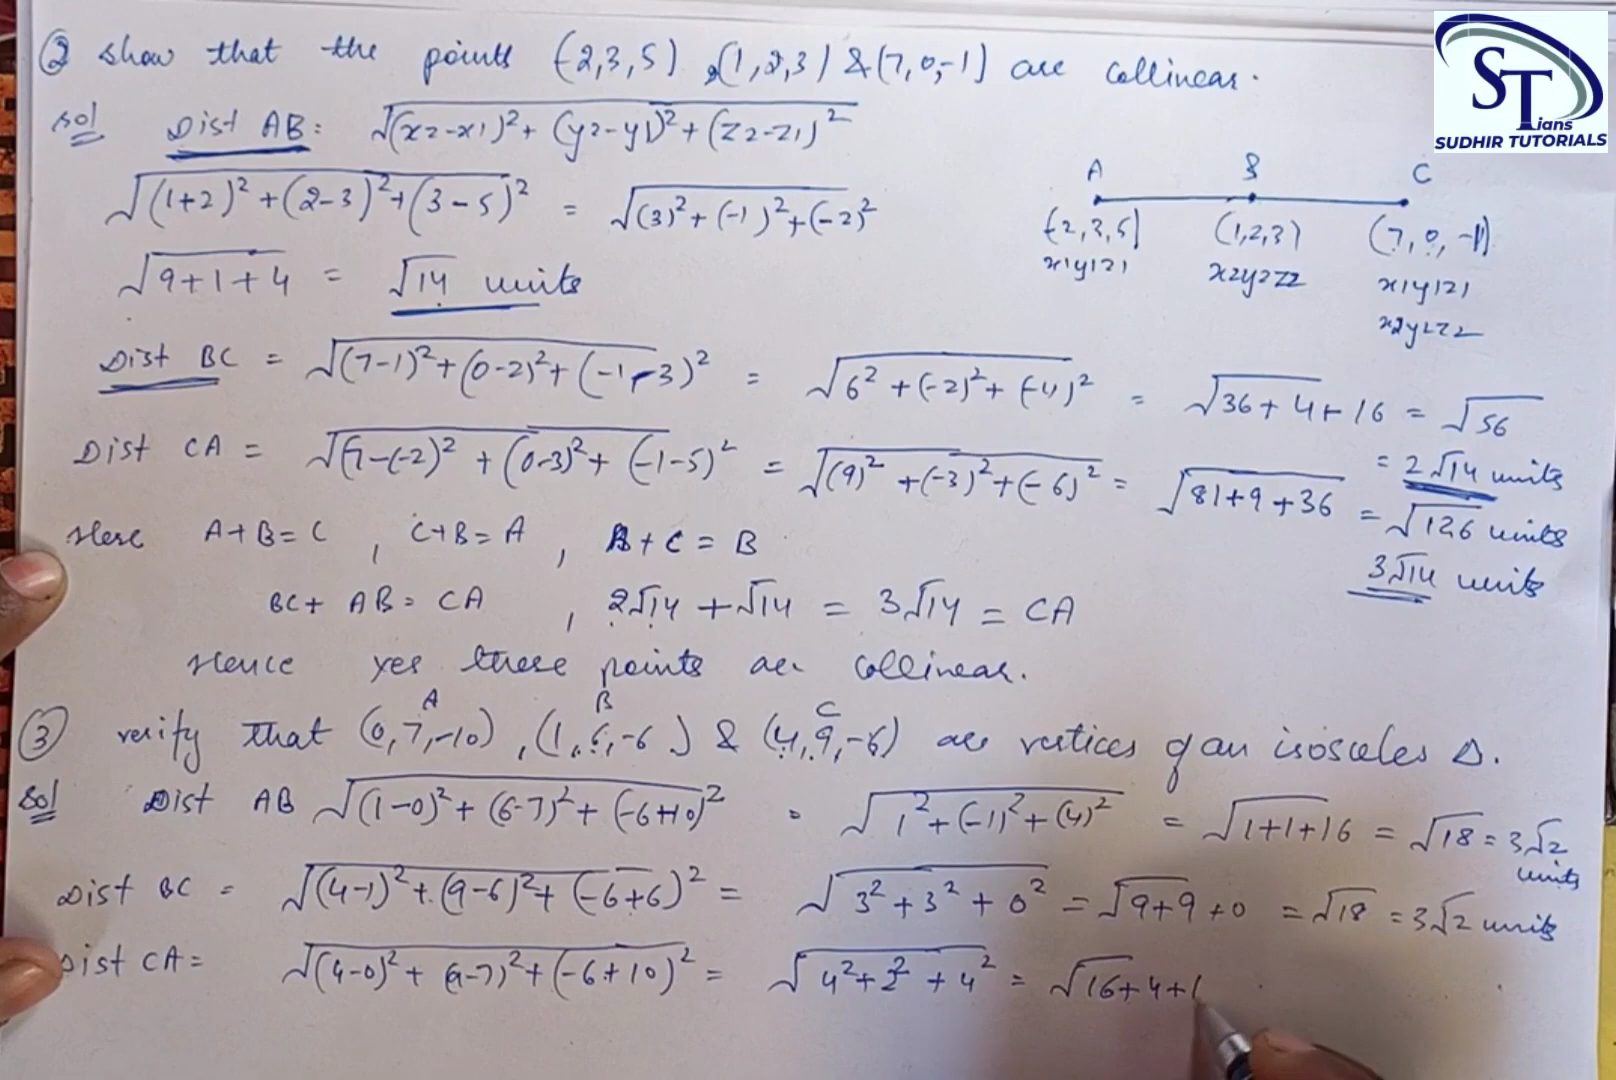 ② Show that the points (-2,3,5), (1,2,3) & (7,0,-1) are collinear.
Sol Dist AB: √(x2-x1)²+(y2-y1)²+(z2-z1)²
√(1+2)²+(2-3)²+(3-5)² = √(3)²+(-1)²+(-2)²
√9+1+4 = √14 units
A B C
(-2,3,5) (1,2,3) (7,0,-1)
x1y1z1 x2y2z2 x1y1z1
x2y2z2
Dist BC = √(7-1)²+(0-2)²+(-1-3)² = √6²+(-2)²+(-4)² = √36+4+16 = √56
= 2√14 units
Dist CA = √(7-(-2)²+(0-3)²+(-1-5)² = √(9)²+(-3)²+(-6)² = √81+9+36 = √126 units
3√14 units
Here A+B=C, C+B=A, A+C=B
BC+AB=CA, 2√14+√14 = 3√14 = CA
Hence yes these points are collinear.
A B C
③ verify that (0,7,-10), (1,6,-6) & (4,9,-6) are vertices of an isosceles Δ.
Sol Dist AB √(1-0)²+(6-7)²+(-6+10)² = √1²+(-1)²+(4)² = √1+1+16 = √18 = 3√2
units
Dist BC = √(4-1)²+(9-6)²+(-6+6)² = √3²+3²+0² = √9+9+0 = √18 = 3√2 units
Dist CA = √(4-0)²+(9-7)²+(-6+10)² = √4²+2²+4² = √16+4+1
ST
ians
SUDHIR TUTORIALS